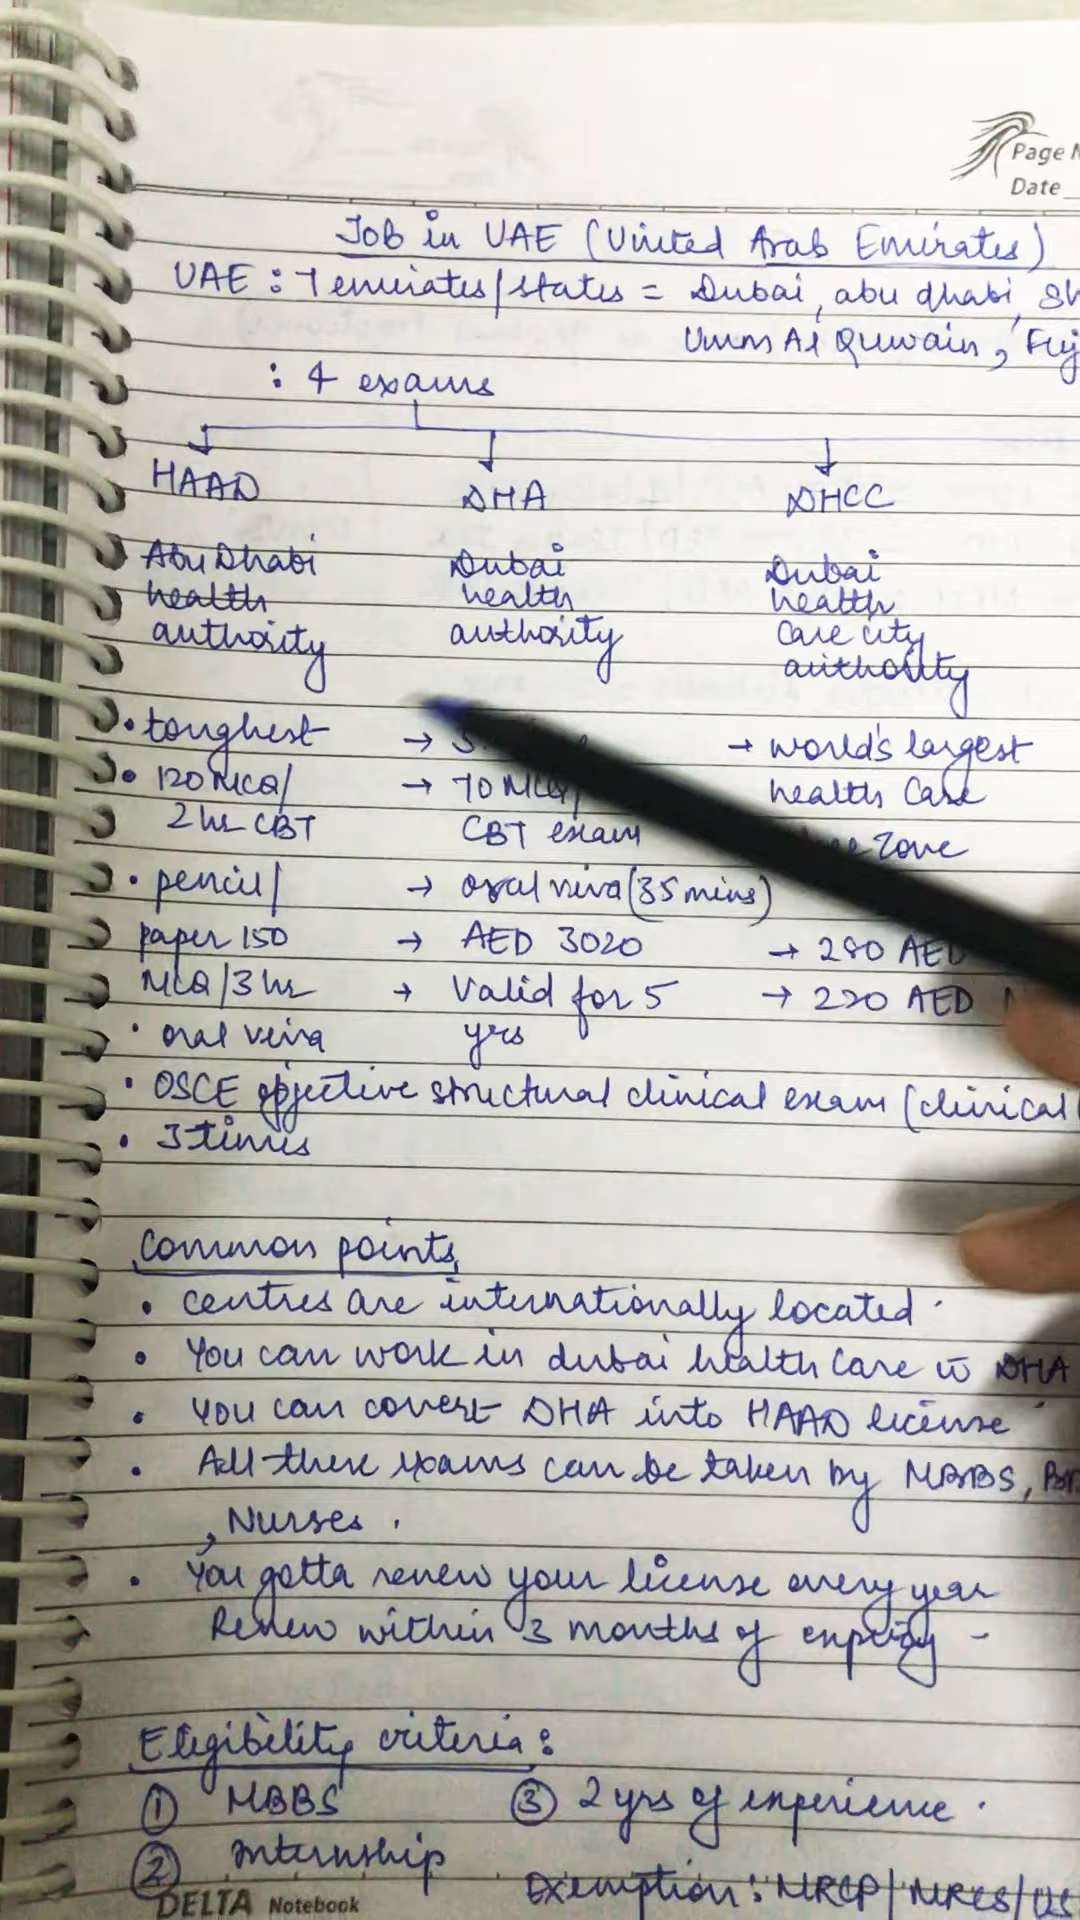 Page N
Date
Job in UAE (United Arab Emirates)
UAE : 7 emirates/states = Dubai, abu dhabi, Sh
Umm Al Quwain, Fuj
: 4 exams
HAAD DHA DHCC
Abu Dhabi Dubai Dubai
health health health
authority authority care city
authority
• toughest → → world's largest
• 120 MCQ/ → 70 MCQ/ health care
2 hr CBT CBT exam zone
• pencil/ → oral viva (35 mins)
paper 150 → AED 3020 → 280 AED
MCQ/3 hr → Valid for 5 → 220 AED
• oral veiva yrs
• OSCE objective structural clinical exam (clinical
• 3 times
Common points
• centres are internationally located.
• You can work in dubai health care w DHA
• You can covert DHA into HAAD license
• All these exams can be taken by MBBS,
, Nurses.
• You gotta renew your license every year
Renew within 3 months of expiry -
Eligibility criteria:
① MBBS ③ 2 yrs of experience.
② Internship
Exemption: MRCP/MRCS/US
DELTA Notebook